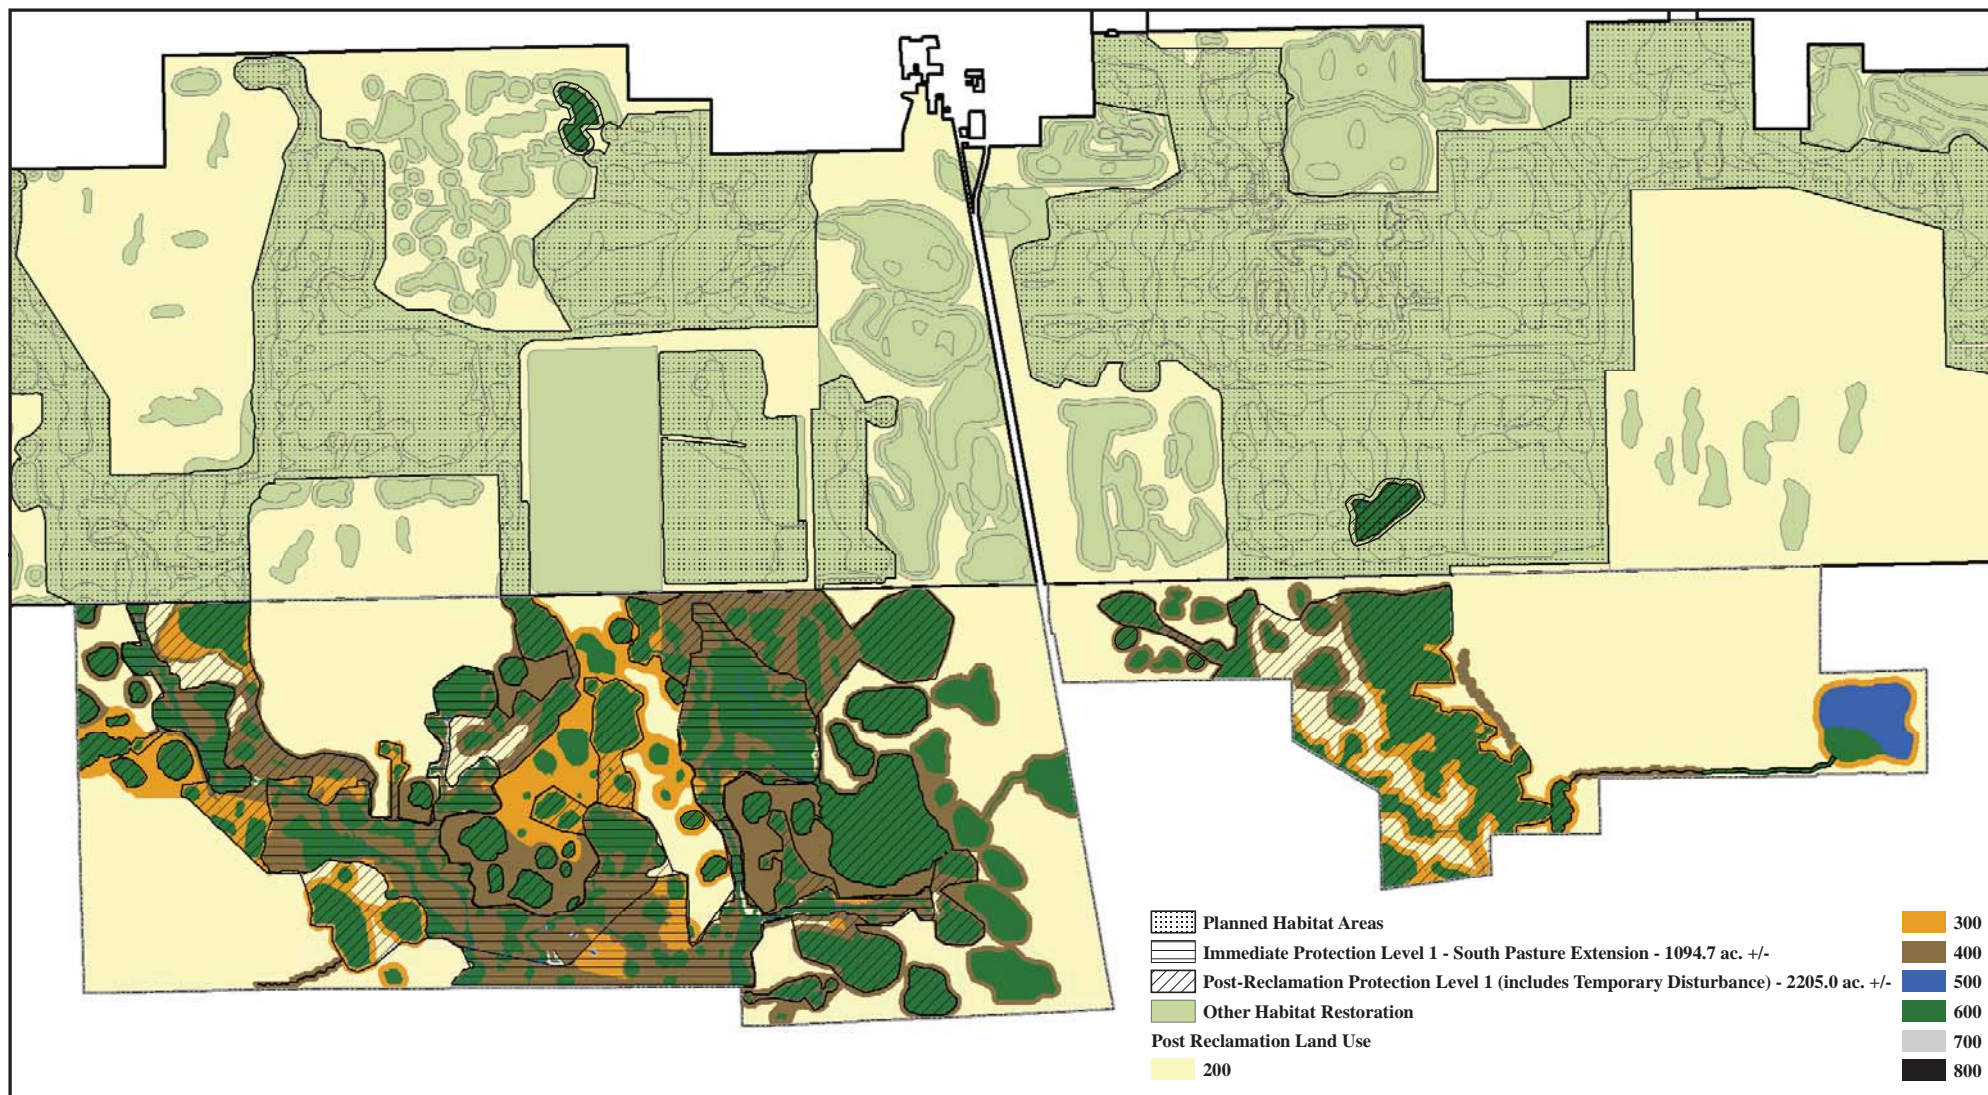 Planned Habitat Areas
Immediate Protection Level 1 - South Pasture Extension - 1094.7 ac. +/-
Post-Reclamation Protection Level 1 (includes Temporary Disturbance) - 2205.0 ac. +/-
Other Habitat Restoration
Post Reclamation Land Use
200
300
400
500
600
700
800